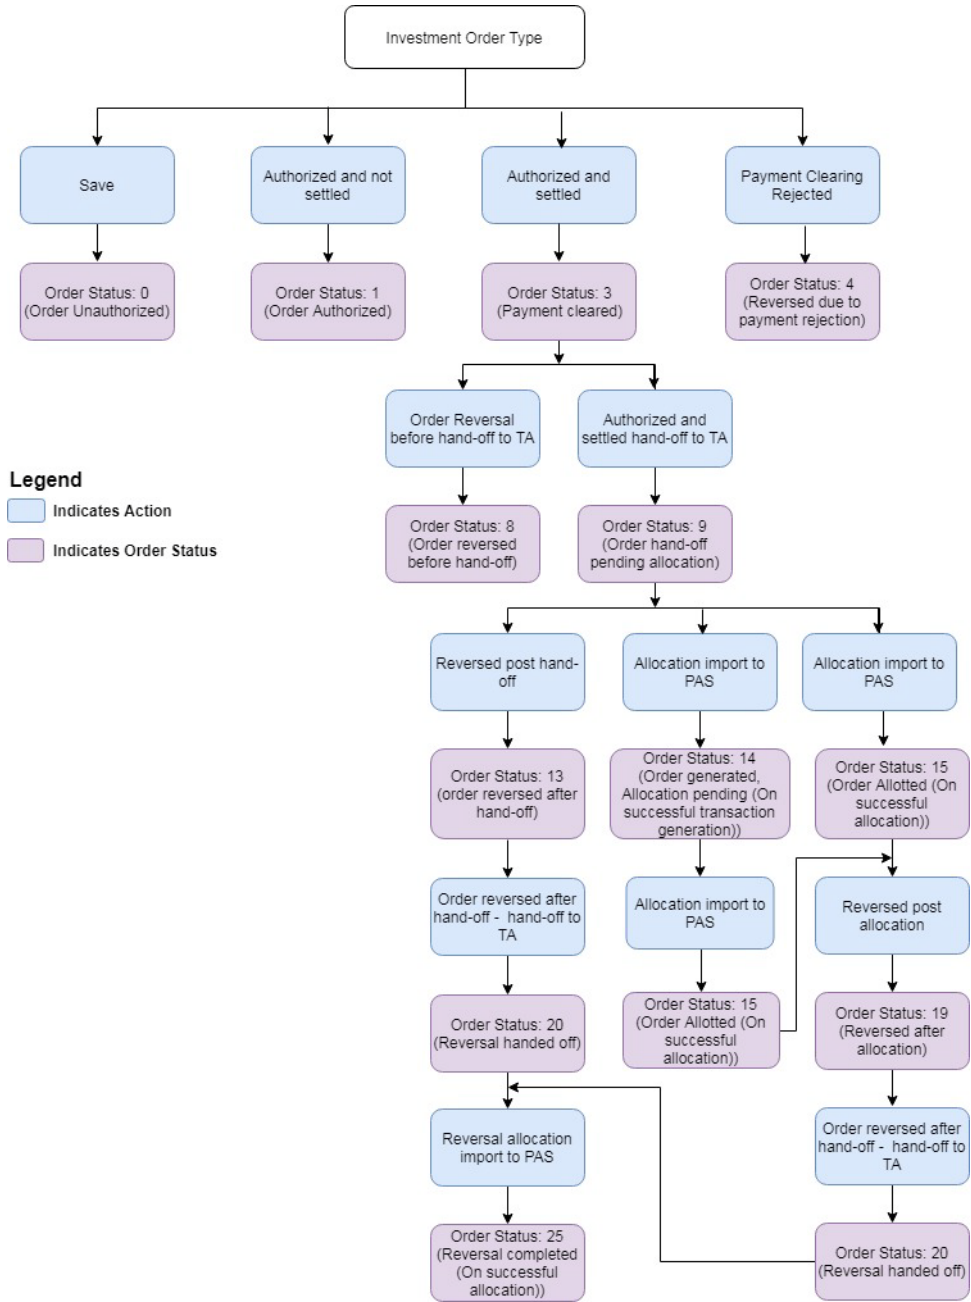 Investment Order Type
Save
Authorized and not
settled
Authorized and
settled
Payment Clearing
Rejected
Order Status: 0
(Order Unauthorized)
Order Status: 1
(Order Authorized)
Order Status: 3
(Payment cleared)
Order Status: 4
(Reversed due to
payment rejection)
Order Reversal
before hand-off to TA
Authorized and
settled hand-off to TA
Legend
Indicates Action
Indicates Order Status
Order Status: 8
(Order reversed
before hand-off)
Order Status: 9
(Order hand-off
pending allocation)
Reversed post hand-
off
Allocation import to
PAS
Allocation import to
PAS
Order Status: 13
(order reversed after
hand-off)
Order Status: 14
(Order generated,
Allocation pending (On
successful transaction
generation))
Order Status: 15
(Order Allotted (On
successful
allocation))
Order reversed after
hand-off - hand-off to
TA
Allocation import to
PAS
Reversed post
allocation
Order Status: 20
(Reversal handed off)
Order Status: 15
(Order Allotted (On
successful
allocation))
Order Status: 19
(Reversed after
allocation)
Reversal allocation
import to PAS
Order reversed after
hand-off - hand-off to
TA
Order Status: 25
(Reversal completed
(On successful
allocation))
Order Status: 20
(Reversal handed off)